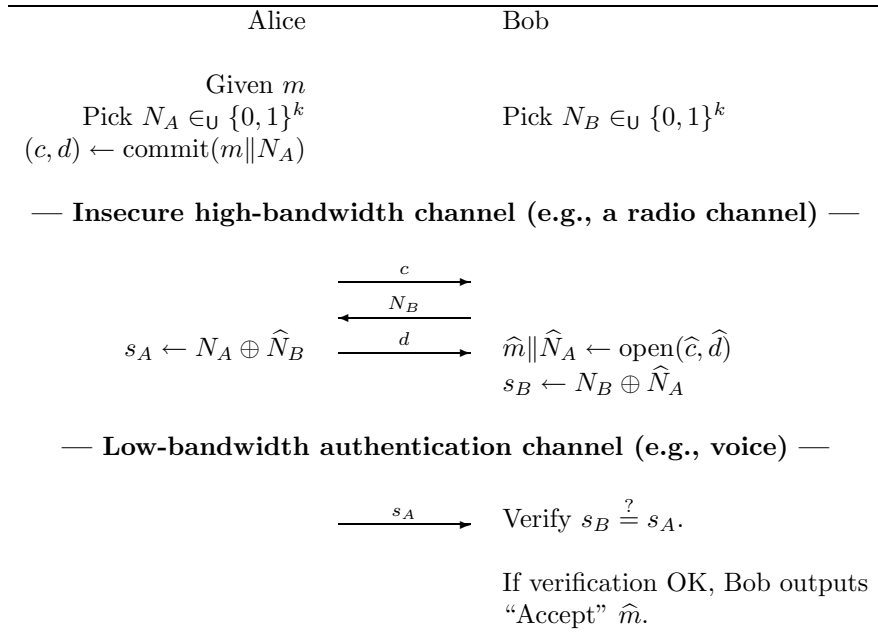 Alice Bob
Given m
Pick N_A ∈_U {0, 1}^k Pick N_B ∈_U {0, 1}^k
(c, d) ← commit(m∥N_A)
— Insecure high-bandwidth channel (e.g., a radio channel) —
c
N_B
s_A ← N_A ⊕ N̂_B d m̂∥N̂_A ← open(ĉ, d̂)
s_B ← N_B ⊕ N̂_A
— Low-bandwidth authentication channel (e.g., voice) —
s_A Verify s_B ≟ s_A.
If verification OK, Bob outputs
“Accept” m̂.